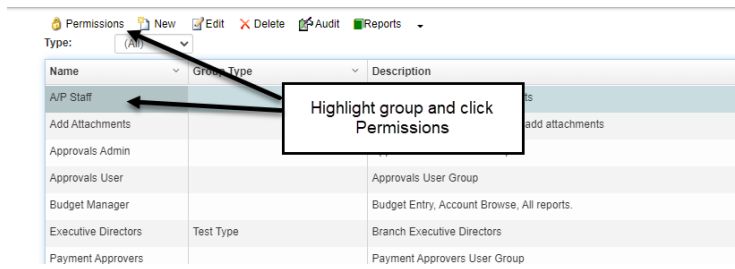 Permissions New Edit Delete Audit Reports
Type: (All)
Name Group Type Description
A/P Staff
Highlight group and click
Permissions
Add Attachments add attachments
Approvals Admin
Approvals User Approvals User Group
Budget Manager Budget Entry, Account Browse, All reports.
Executive Directors Test Type Branch Executive Directors
Payment Approvers Payment Approvers User Group